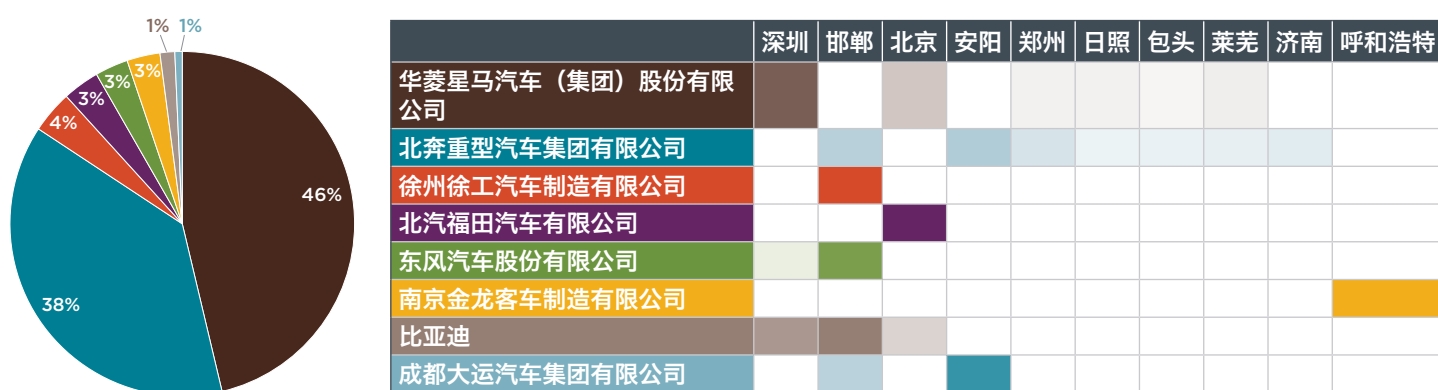 1% 1%
3%
3%
3%
4%
46%
38%
深圳 邯郸 北京 安阳 郑州 日照 包头 莱芜 济南 呼和浩特
华菱星马汽车（集团）股份有限
公司
北奔重型汽车集团有限公司
徐州徐工汽车制造有限公司
北汽福田汽车有限公司
东风汽车股份有限公司
南京金龙客车制造有限公司
比亚迪
成都大运汽车集团有限公司